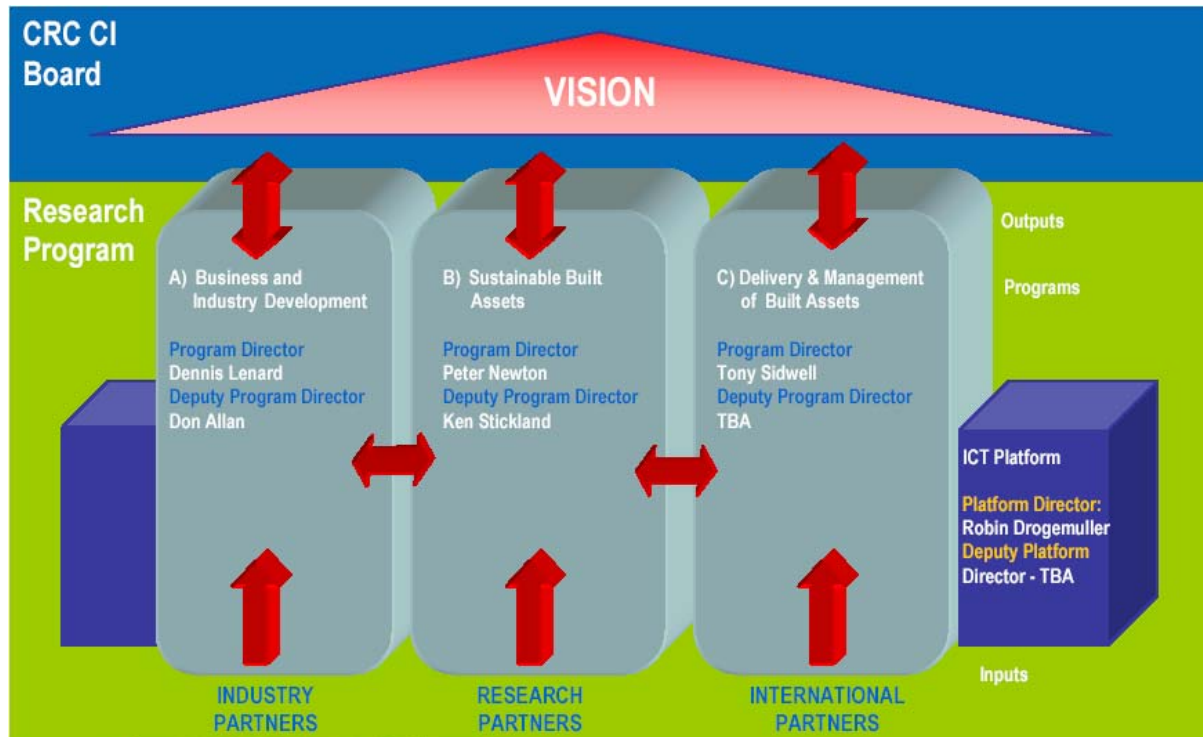 CRC CI
Board
VISION
Research
Program
Outputs
Programs
A) Business and
Industry Development
Program Director
Dennis Lenard
Deputy Program Director
Don Allan
B) Sustainable Built
Assets
Program Director
Peter Newton
Deputy Program Director
Ken Stickland
C) Delivery & Management
of Built Assets
Program Director
Tony Sidwell
Deputy Program Director
TBA
ICT Platform
Platform Director:
Robin Drogemuller
Deputy Platform
Director - TBA
Inputs
INDUSTRY
PARTNERS
RESEARCH
PARTNERS
INTERNATIONAL
PARTNERS